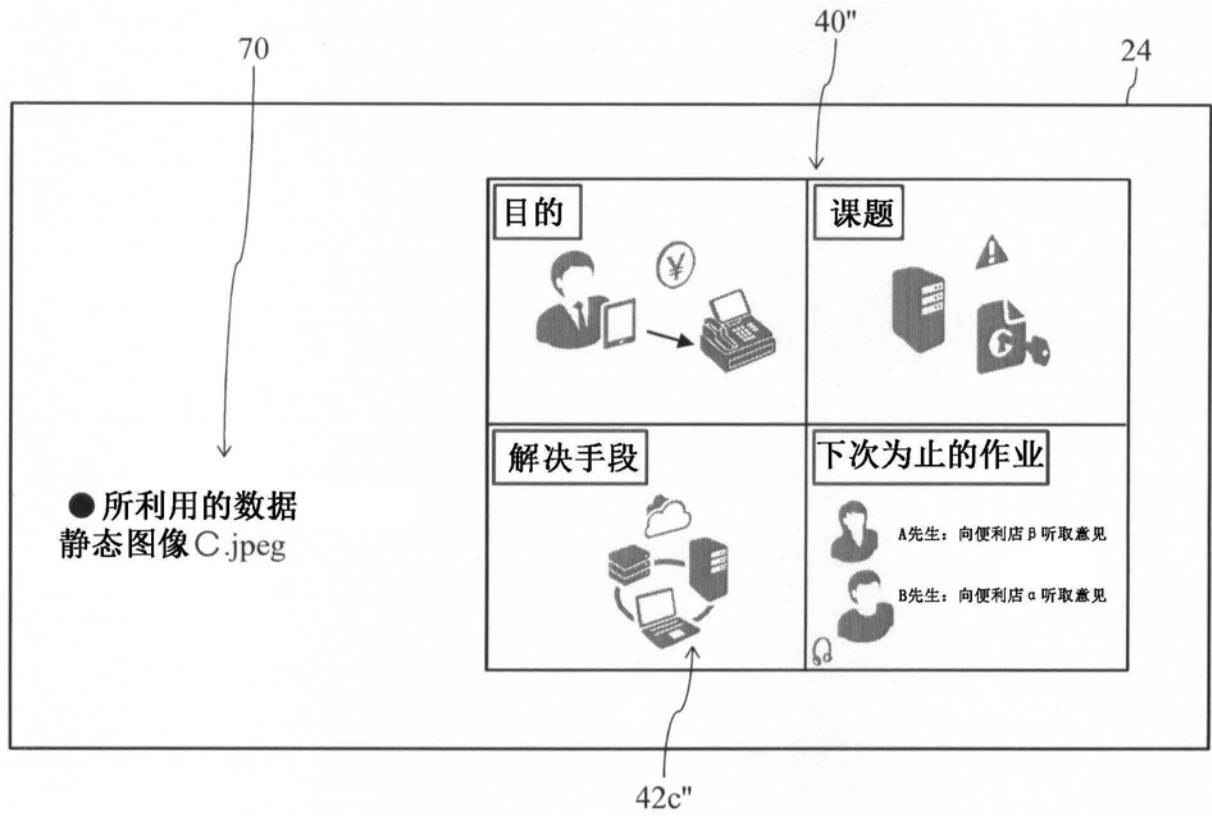 70
40"
24
目的
¥
课题
解决手段
下次为止的作业
●所利用的数据
静态图像C.jpeg
A先生：向便利店β听取意见
B先生：向便利店α听取意见
42c"